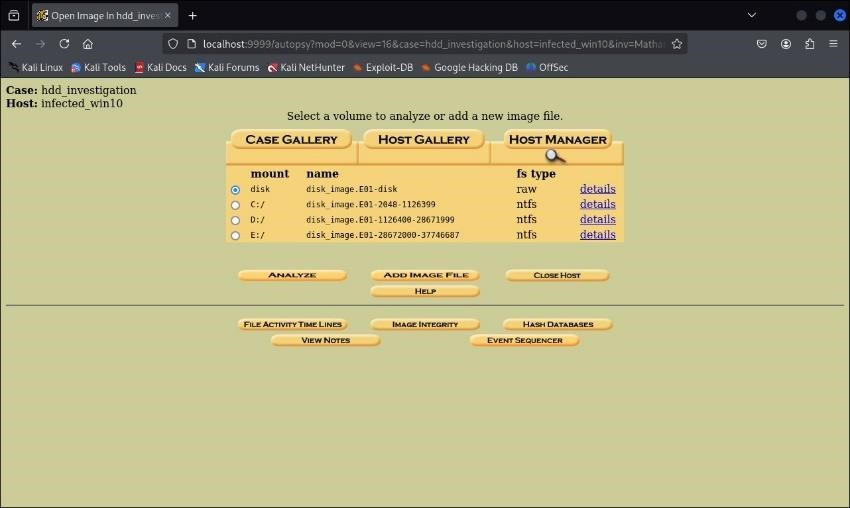 Open Image In hdd_inves
localhost:9999/autopsy?mod=0&view=16&case=hdd_investigation&host=infected_win10&inv=Matha
Kali Linux Kali Tools Kali Docs Kali Forums Kali NetHunter Exploit-DB Google Hacking DB OffSec
Case: hdd_investigation
Host: infected_win10
Select a volume to analyze or add a new image file.
CASE GALLERY HOST GALLERY HOST MANAGER
mount name fs type
disk disk_image.E01-disk raw details
C:/ disk_image.E01-2048-1126399 ntfs details
D:/ disk_image.E01-1126400-28671999 ntfs details
E:/ disk_image.E01-28672000-37746687 ntfs details
ANALYZE ADD IMAGE FILE CLOSE HOST
HELP
FILE ACTIVITY TIME LINES IMAGE INTEGRITY HASH DATABASES
VIEW NOTES EVENT SEQUENCER